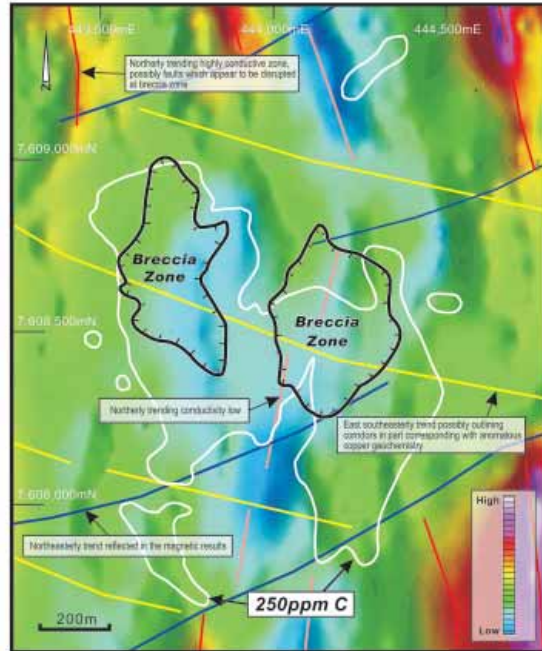 443,500mE 444,000mE 444,500mE
Northerly trending highly conductive zone,
possibly faults which appear to be disrupted
at breccia-zone
N
7,609,000mN
Breccia
Zone
Breccia
Zone
7,608,500mN
Northerly trending conductivity low
East southeasterly trend possibly outlining
corridors in part corresponding with anomalous
copper geochemistry
7,608,000mN
Northeasterly trend reflected in the magnetic results
High
Low
250ppm C
200m